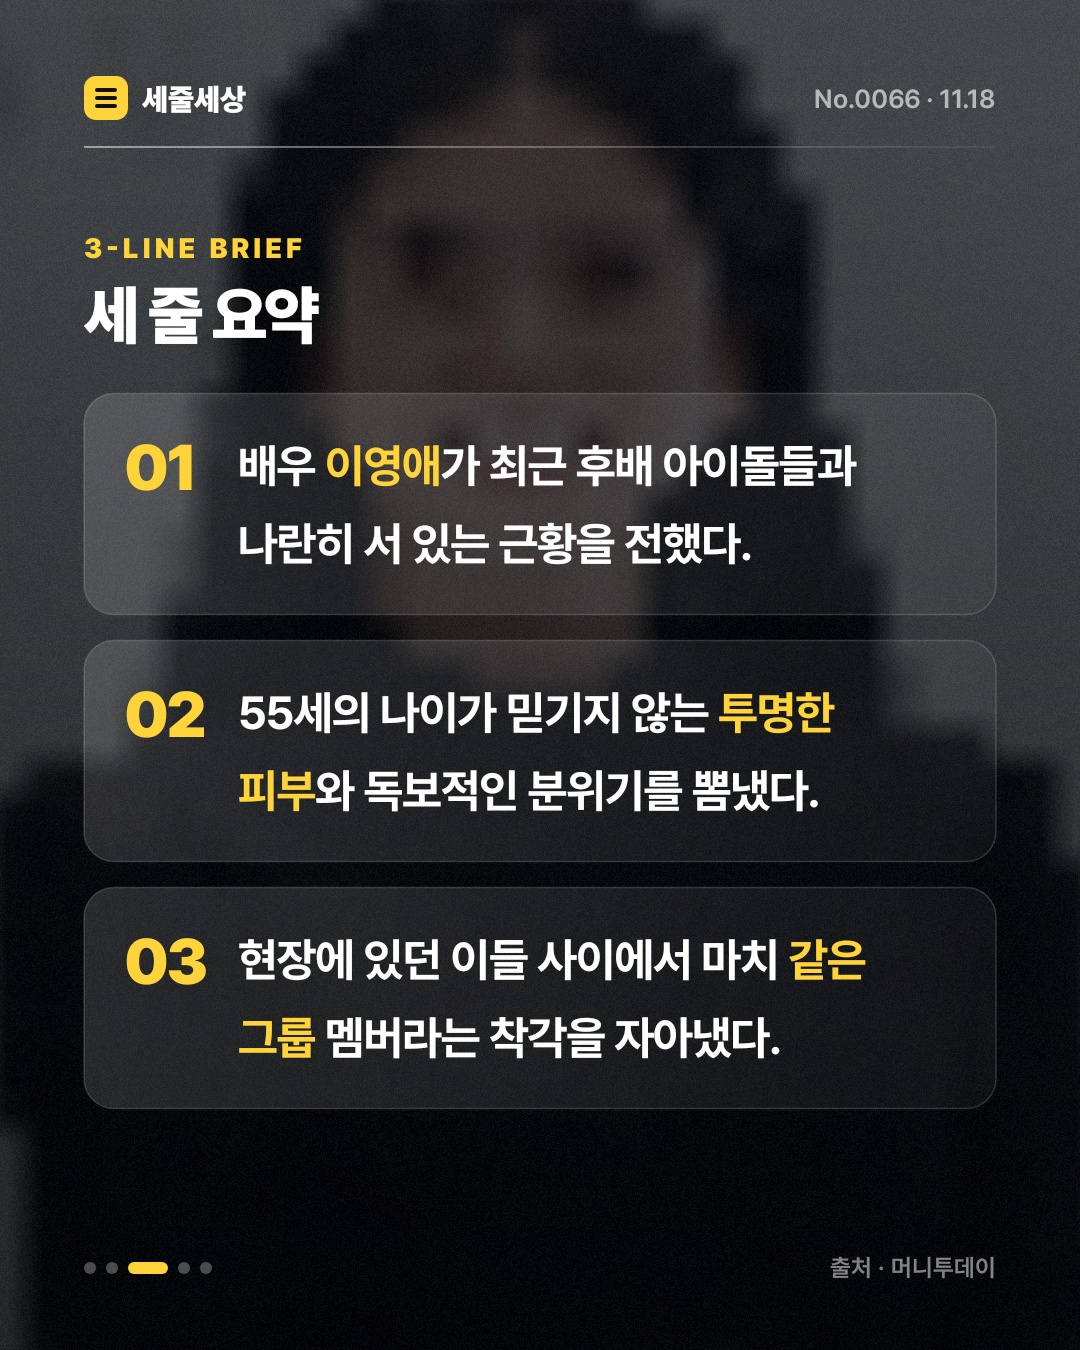 세줄세상
No.0066 · 11.18
3-LINE BRIEF
세 줄 요약
01
배우 이영애가 최근 후배 아이돌들과
나란히 서 있는 근황을 전했다.
02
55세의 나이가 믿기지 않는 투명한
피부와 독보적인 분위기를 뽐냈다.
03
현장에 있던 이들 사이에서 마치 같은
그룹 멤버라는 착각을 자아냈다.
출처 · 머니투데이